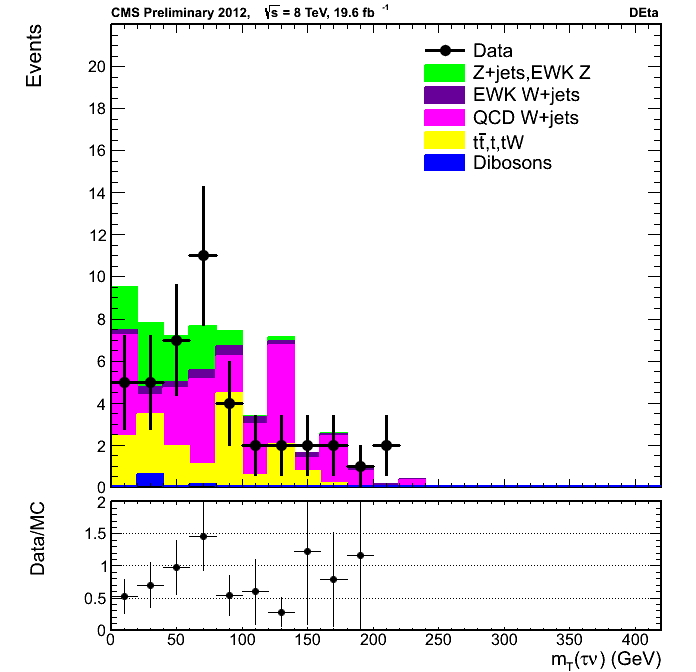 CMS Preliminary 2012, √s = 8 TeV, 19.6 fb⁻¹ DEta
Events
Data
Z+jets,EWK Z
EWK W+jets
QCD W+jets
tt̄,t,tW
Dibosons
20
18
16
14
12
10
8
6
4
2
0
Data/MC
2
1.5
1
0.5
0
0 50 100 150 200 250 300 350 400
m_T(τν) (GeV)